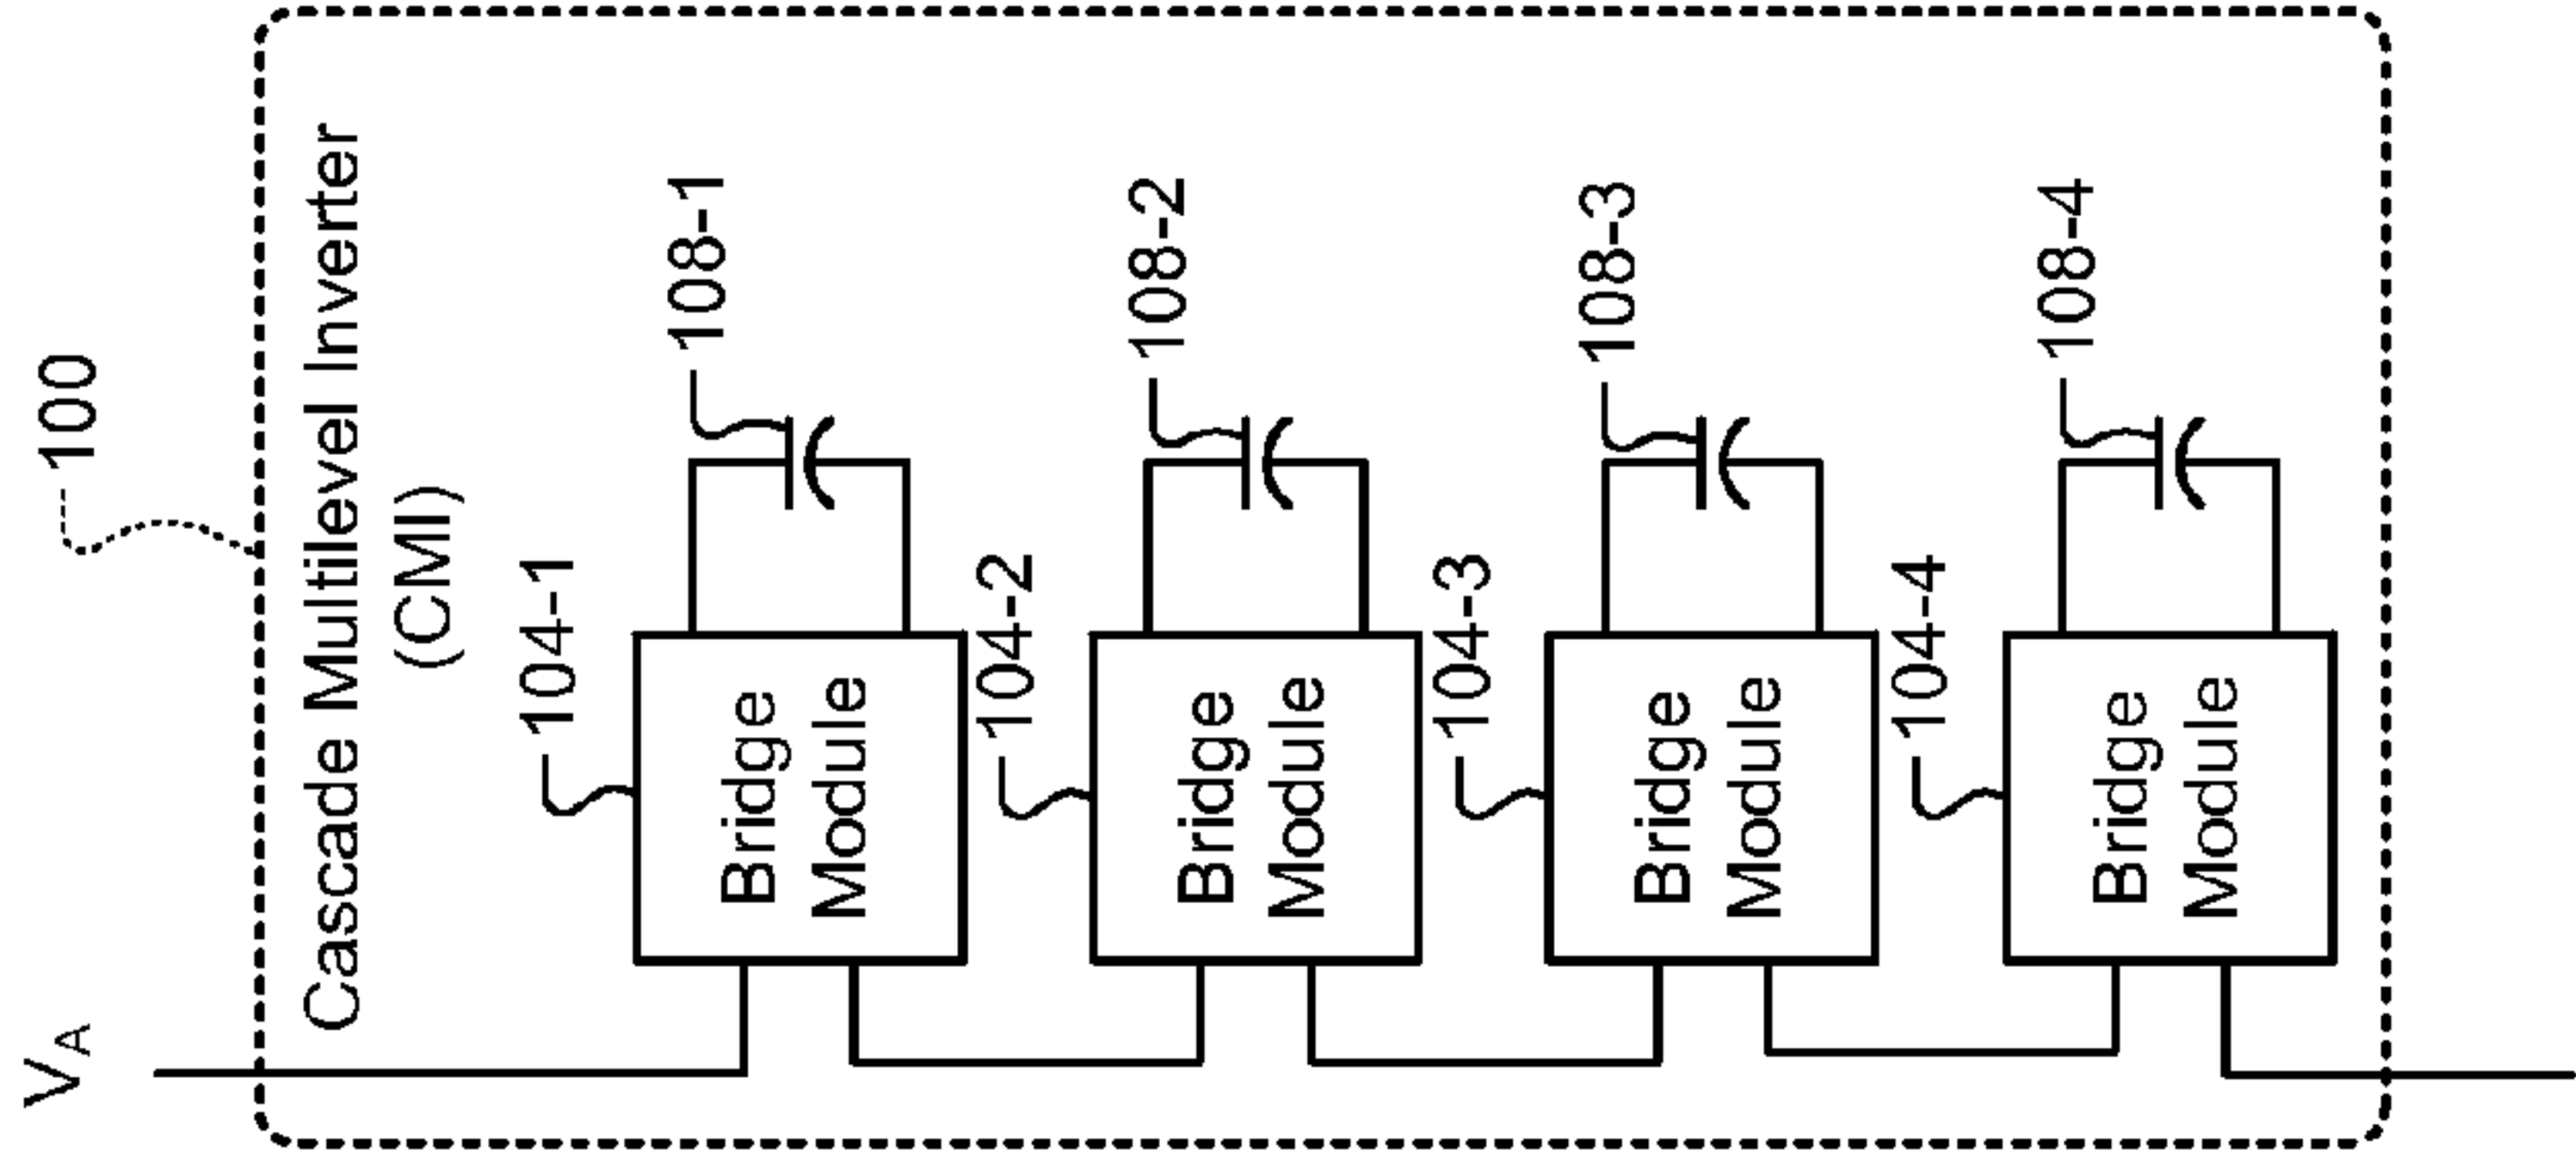 100
V_A
Cascade Multilevel Inverter
(CMI)
104-1
108-1
Bridge
Module
104-2
108-2
Bridge
Module
104-3
108-3
Bridge
Module
104-4
108-4
Bridge
Module